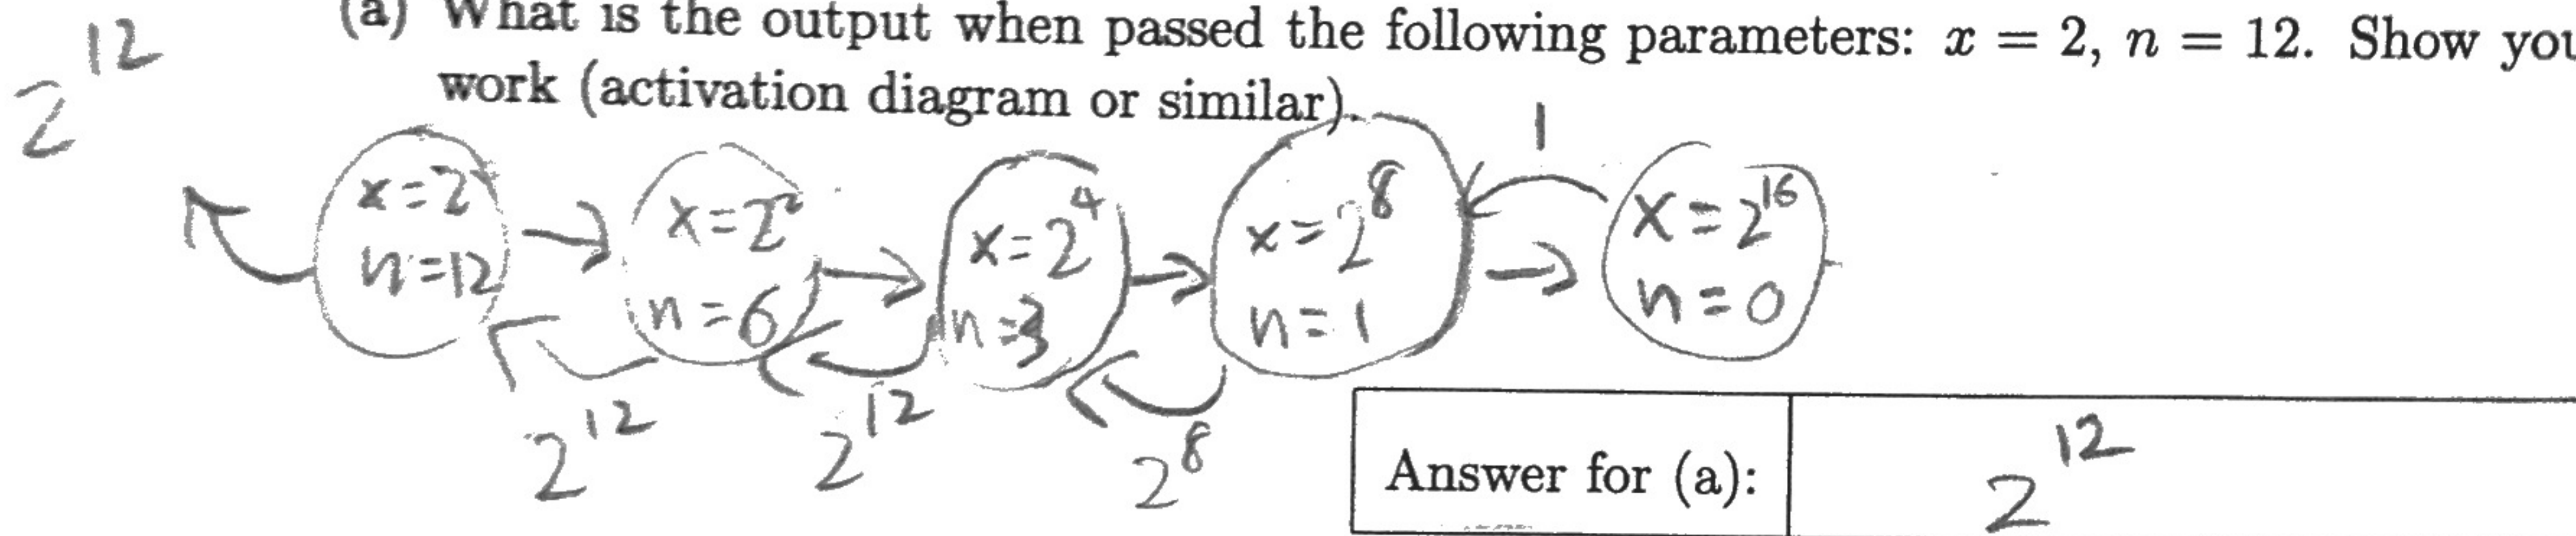 (a) What is the output when passed the following parameters: x = 2, n = 12. Show you
work (activation diagram or similar).
2^12
x=2
n=12
x=2^2
n=6
x=2^4
n=3
x=2^8
n=1
1
x=2^16
n=0
2^12
2^12
2^8
Answer for (a):
2^12